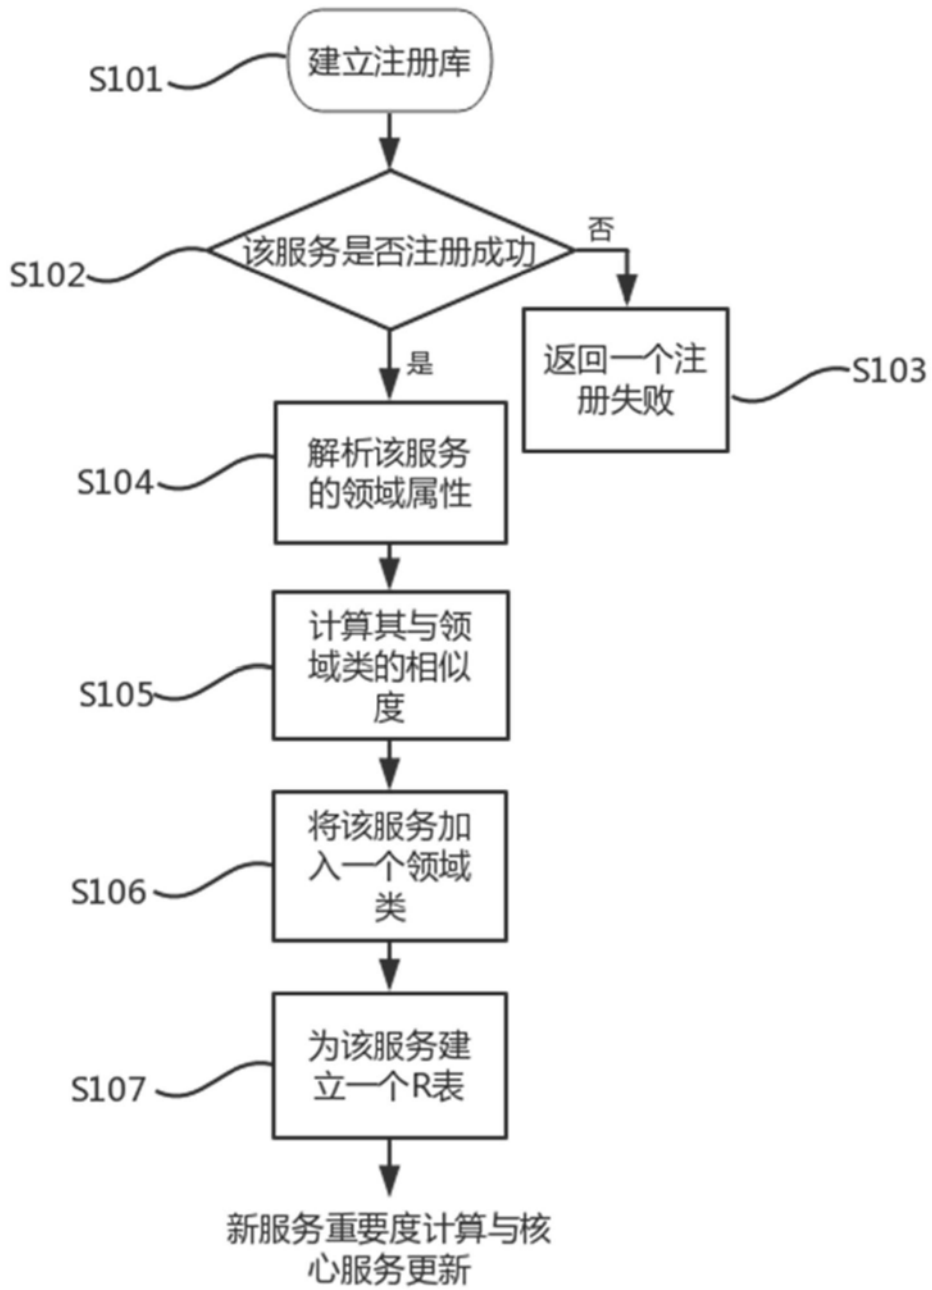 S101
建立注册库
否
S102
该服务是否注册成功
是
返回一个注
册失败
S103
S104
解析该服务
的领域属性
S105
计算其与领
域类的相似
度
S106
将该服务加
入一个领域
类
S107
为该服务建
立一个R表
新服务重要度计算与核
心服务更新